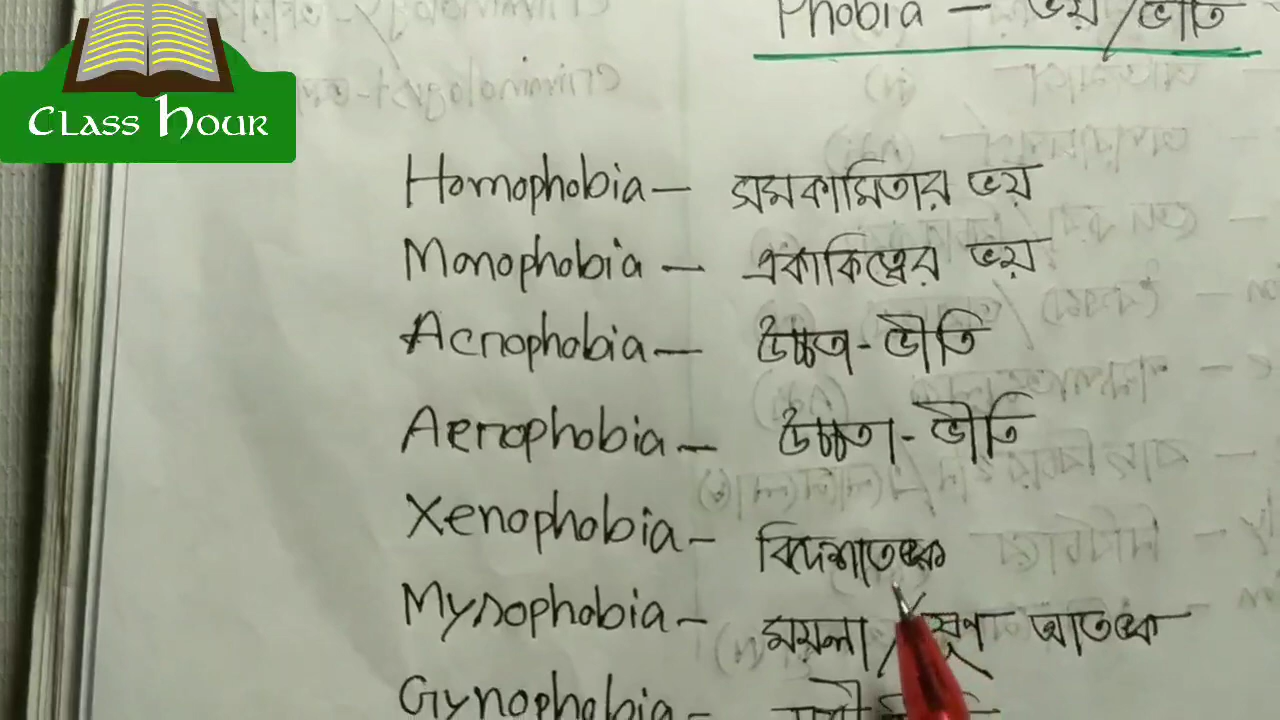 CLASS HOUR
Phobia - ভয়/ভীতি
Homophobia - সমকামিতার ভয়
Monophobia - একাকিত্বের ভয়
Acrophobia - উচ্চতা-ভীতি
Aerophobia - উচ্চতা-ভীতি
Xenophobia - বিদেশাতঙ্ক
Mysophobia - ময়লা / আতঙ্ক
Gynophobia -